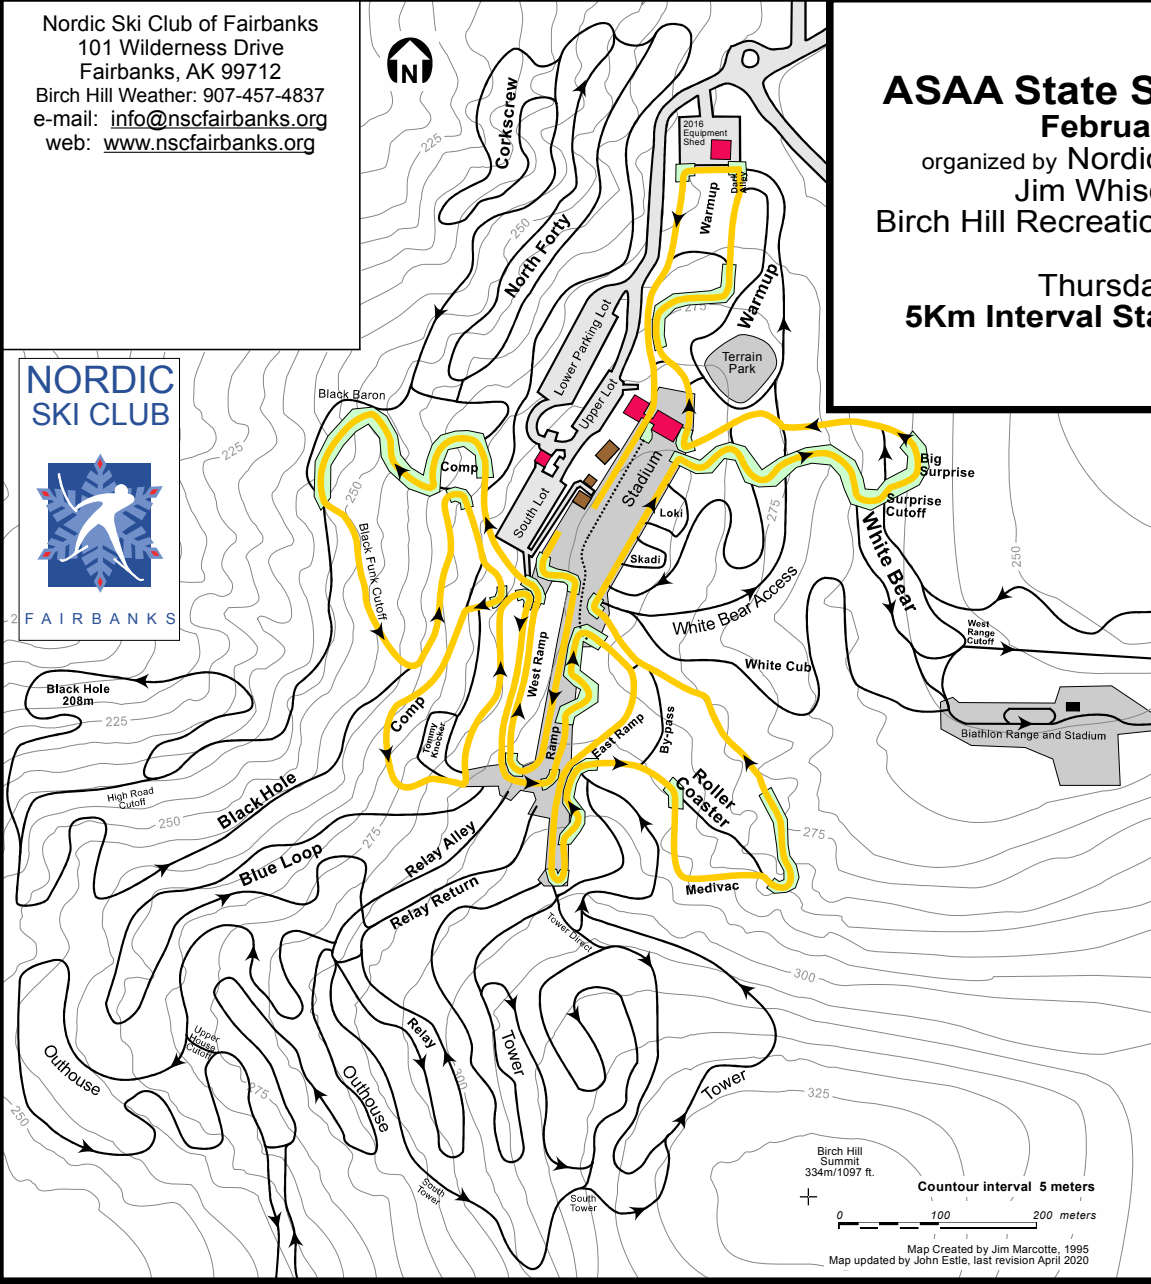 Nordic Ski Club of Fairbanks
101 Wilderness Drive
Fairbanks, AK 99712
Birch Hill Weather: 907-457-4837
e-mail: info@nscfairbanks.org
web: www.nscfairbanks.org
N
ASAA State S
Februa
organized by Nordic
Jim Whise
Birch Hill Recreatio
Thursda
5Km Interval Sta
NORDIC
SKI CLUB
FAIRBANKS
Corkscrew
225
250
North Forty
2016
Equipment
Shed
Dark
Alley
Warmup
Warmup
275
Terrain
Park
Lower Parking Lot
Upper Lot
South Lot
Stadium
Black Baron
225
250
Comp
Black Funk Cutoff
Loki
Skadi
275
Big
Surprise
Surprise
Cutoff
White Bear
250
White Bear Access
White Cub
West
Range
Cutoff
Biathlon Range and Stadium
2
Black Hole
208m
225
High Road
Cutoff
250
Black Hole
Blue Loop
275
Comp
Tommy
Knocker
West Ramp
Ramp
East Ramp
By-pass
Roller
Coaster
275
Medivac
Relay Alley
Relay Return
Tower Direct
300
Outhouse
Upper
House
Cutoff
275
250
Outhouse
Relay
300
Tower
Tower
325
South
Tower
South
Tower
Birch Hill
Summit
334m/1097 ft.
Countour interval 5 meters
0 100 200 meters
Map Created by Jim Marcotte, 1995
Map updated by John Estle, last revision April 2020